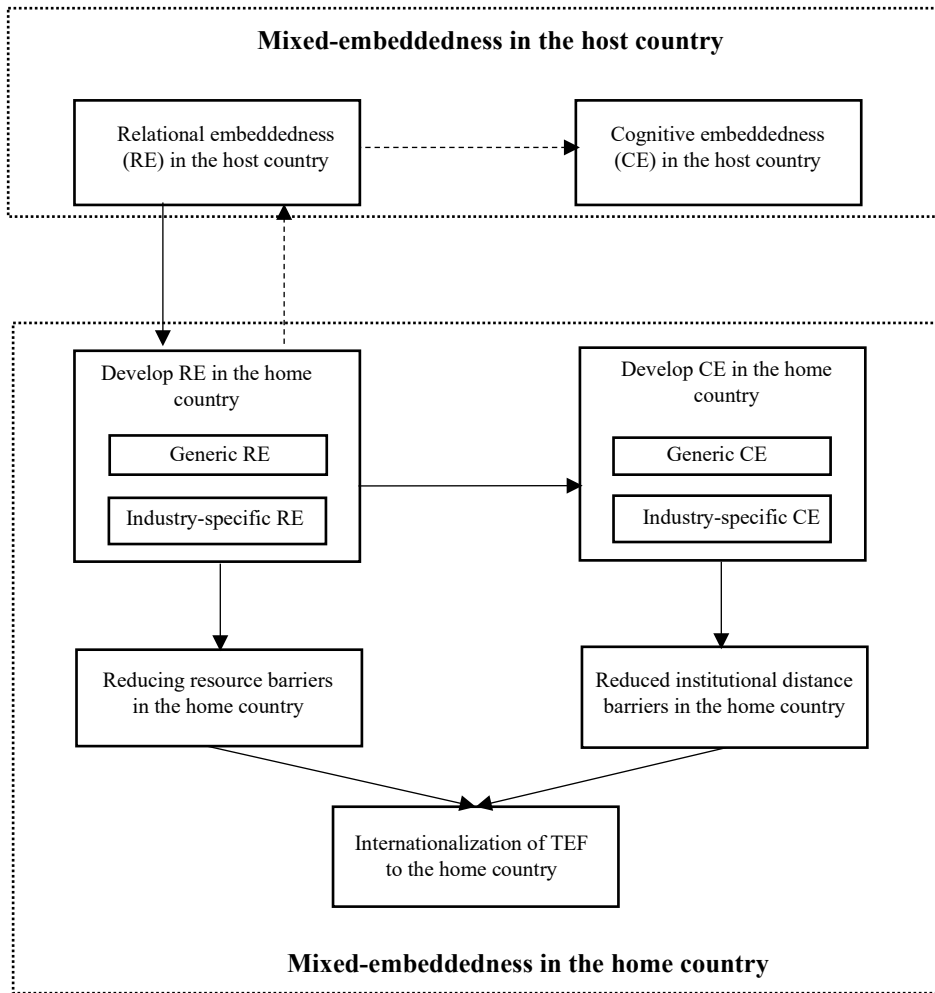 Mixed-embeddedness in the host country
Relational embeddedness
(RE) in the host country
Cognitive embeddedness
(CE) in the host country
Develop RE in the home
country
Generic RE
Industry-specific RE
Develop CE in the home
country
Generic CE
Industry-specific CE
Reducing resource barriers
in the home country
Reduced institutional distance
barriers in the home country
Internationalization of TEF
to the home country
Mixed-embeddedness in the home country